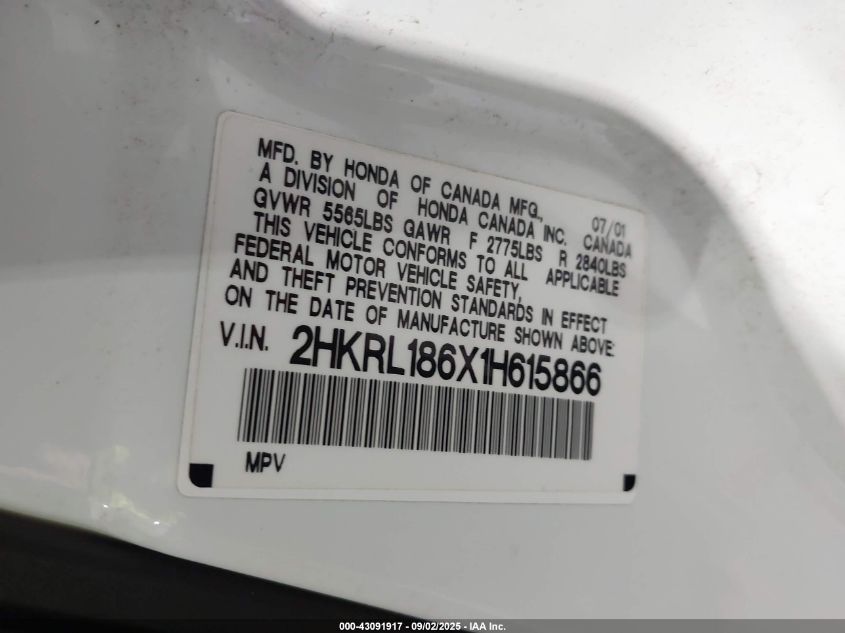 MFD. BY HONDA OF CANADA MFG., 07/01
A DIVISION OF HONDA CANADA INC. CANADA
GVWR 5565LBS GAWR F 2775LBS R 2840LBS
THIS VEHICLE CONFORMS TO ALL APPLICABLE
FEDERAL MOTOR VEHICLE SAFETY,
AND THEFT PREVENTION STANDARDS IN EFFECT
ON THE DATE OF MANUFACTURE SHOWN ABOVE:
V.I.N. 2HKRL186X1H615866
MPV
000-43091917 - 09/02/2025 - IAA Inc.